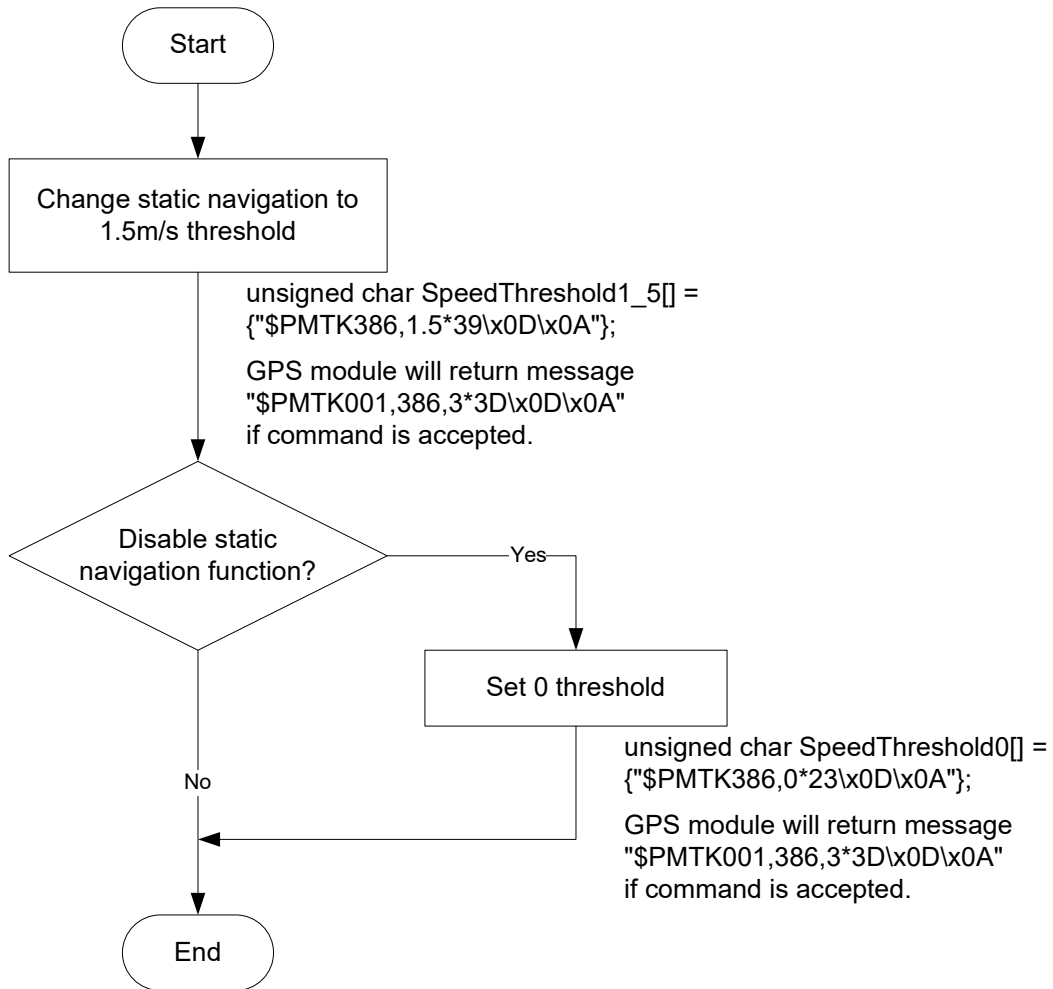 Start
Change static navigation to
1.5m/s threshold
unsigned char SpeedThreshold1_5[] =
{"$PMTK386,1.5*39\x0D\x0A"};
GPS module will return message
"$PMTK001,386,3*3D\x0D\x0A"
if command is accepted.
Disable static
navigation function?
Yes
Set 0 threshold
unsigned char SpeedThreshold0[] =
{"$PMTK386,0*23\x0D\x0A"};
No
GPS module will return message
"$PMTK001,386,3*3D\x0D\x0A"
if command is accepted.
End